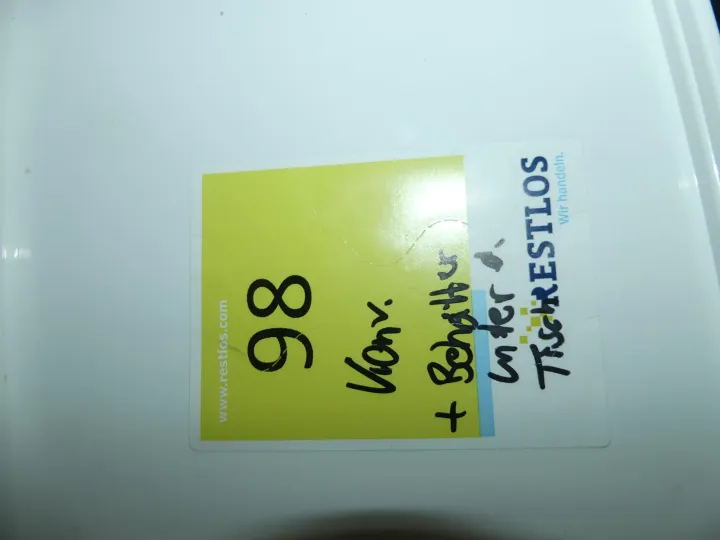 www.restlos.com
98
Konv.
+ Behälter
unter d.
Tisch
RESTLOS
Wir handeln.